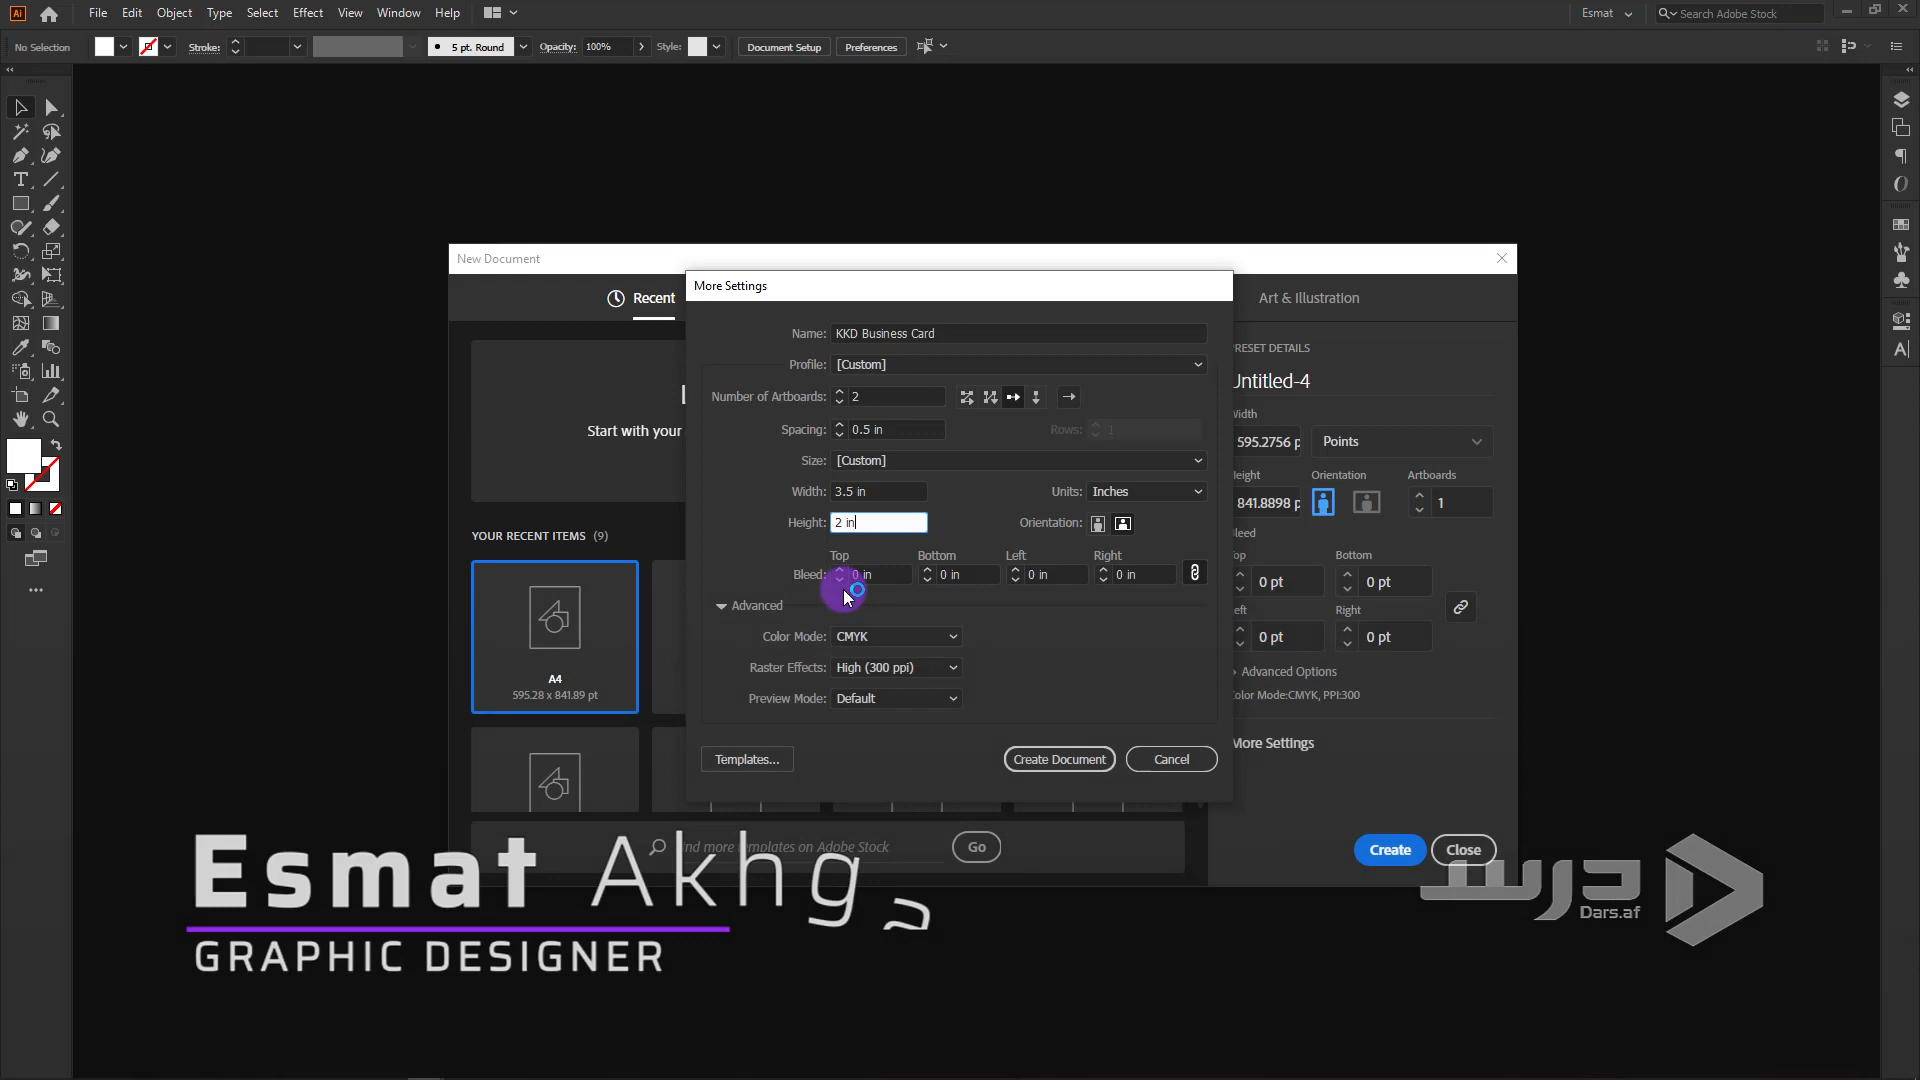 File Edit Object Type Select Effect View Window Help
Esmat
Search Adobe Stock
No Selection
Stroke:
5 pt. Round
Opacity: 100%
Style:
Document Setup
Preferences
New Document
Recent
Art & Illustration
More Settings
Name: KKD Business Card
Profile: [Custom]
Number of Artboards: 2
Spacing: 0.5 in
Rows: 1
Size: [Custom]
Width: 3.5 in
Units: Inches
Height: 2 in
Orientation:
Top Bottom Left Right
Bleed: 0 in 0 in 0 in 0 in
Advanced
Color Mode: CMYK
Raster Effects: High (300 ppi)
Preview Mode: Default
Templates...
Create Document
Cancel
Start with your
YOUR RECENT ITEMS (9)
A4
595.28 x 841.89 pt
RESET DETAILS
Untitled-4
Width
595.2756 p
Points
eight
Orientation
Artboards
841.8898 p
1
Bleed
op
Bottom
0 pt
0 pt
eft
Right
0 pt
0 pt
Advanced Options
olor Mode:CMYK, PPI:300
More Settings
nd more templates on Adobe Stock
Go
Create
Close
Esmat Akhga
GRAPHIC DESIGNER
درس
Dars.af